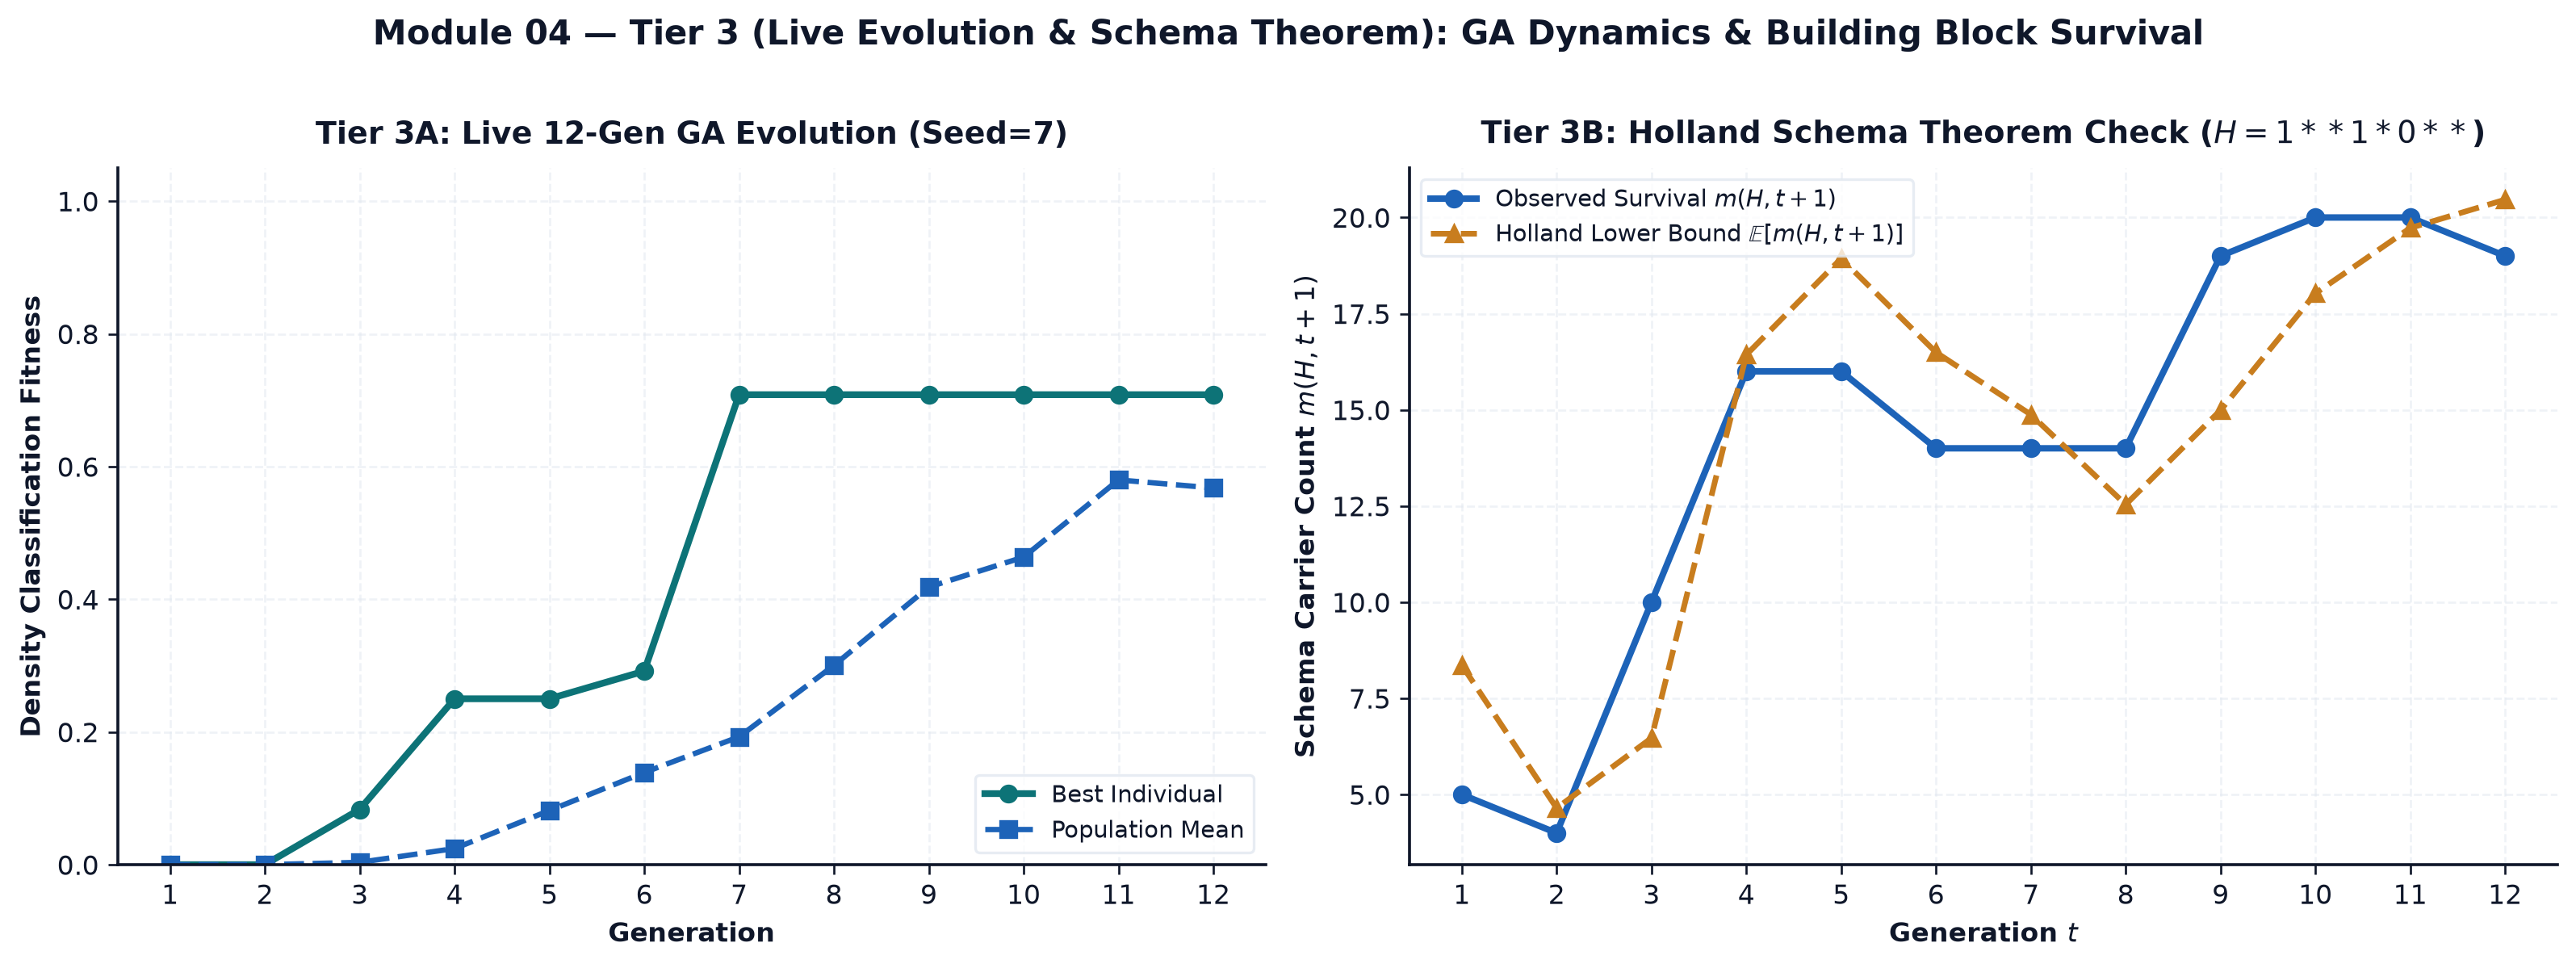 Module 04 — Tier 3 (Live Evolution & Schema Theorem): GA Dynamics & Building Block Survival
Tier 3A: Live 12-Gen GA Evolution (Seed=7)
Density Classification Fitness
1.0
0.8
0.6
0.4
0.2
0.0
1 2 3 4 5 6 7 8 9 10 11 12
Generation
Best Individual
Population Mean
Tier 3B: Holland Schema Theorem Check (H = 1 * * 1 * 0 * *)
Schema Carrier Count m(H, t + 1)
20.0
17.5
15.0
12.5
10.0
7.5
5.0
1 2 3 4 5 6 7 8 9 10 11 12
Generation t
Observed Survival m(H, t + 1)
Holland Lower Bound 𝔼[m(H, t + 1)]